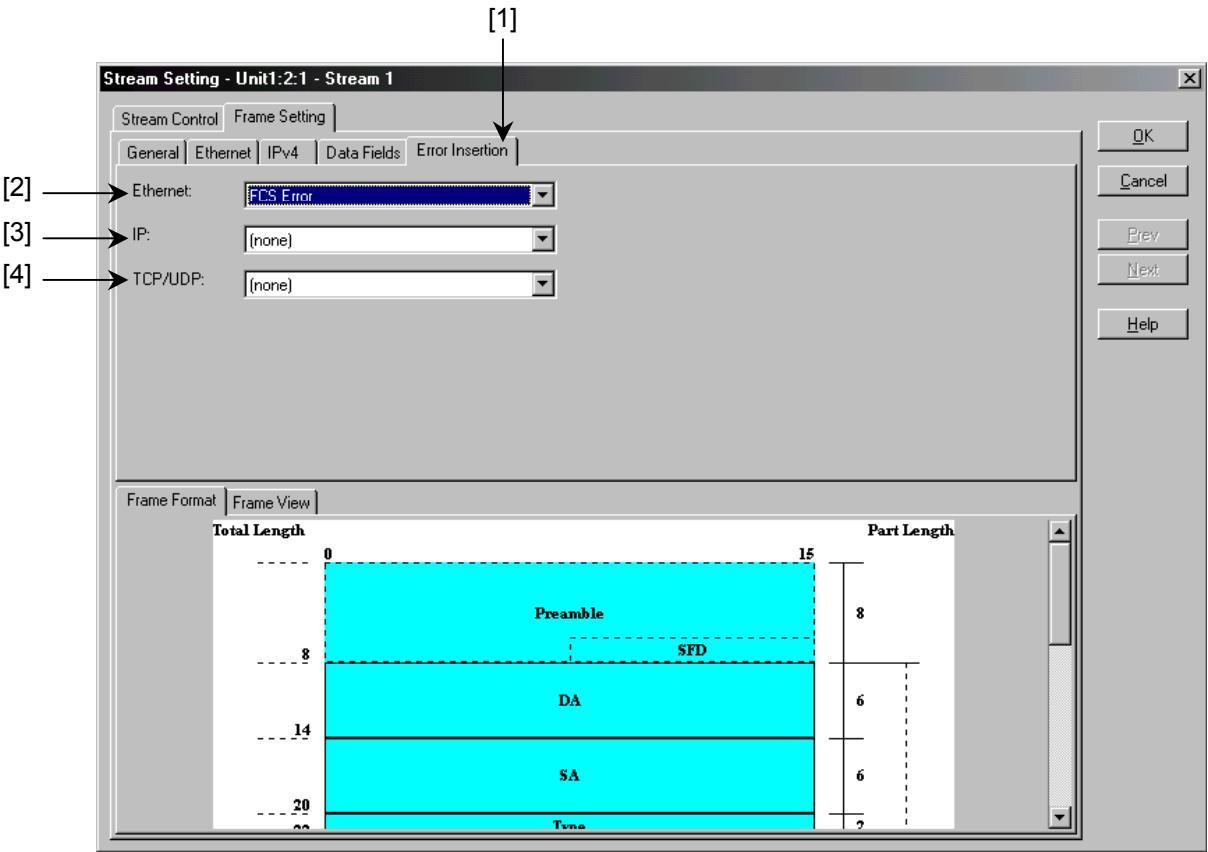 [1]
Stream Setting - Unit1:2:1 - Stream 1
Stream Control Frame Setting
General Ethernet IPv4 Data Fields Error Insertion
[2] Ethernet: FCS Error
[3] IP: (none)
[4] TCP/UDP: (none)
OK
Cancel
Prev
Next
Help
Frame Format Frame View
Total Length Part Length
0 15
Preamble 8
SFD
8
DA 6
14
SA 6
20
Type 2
22